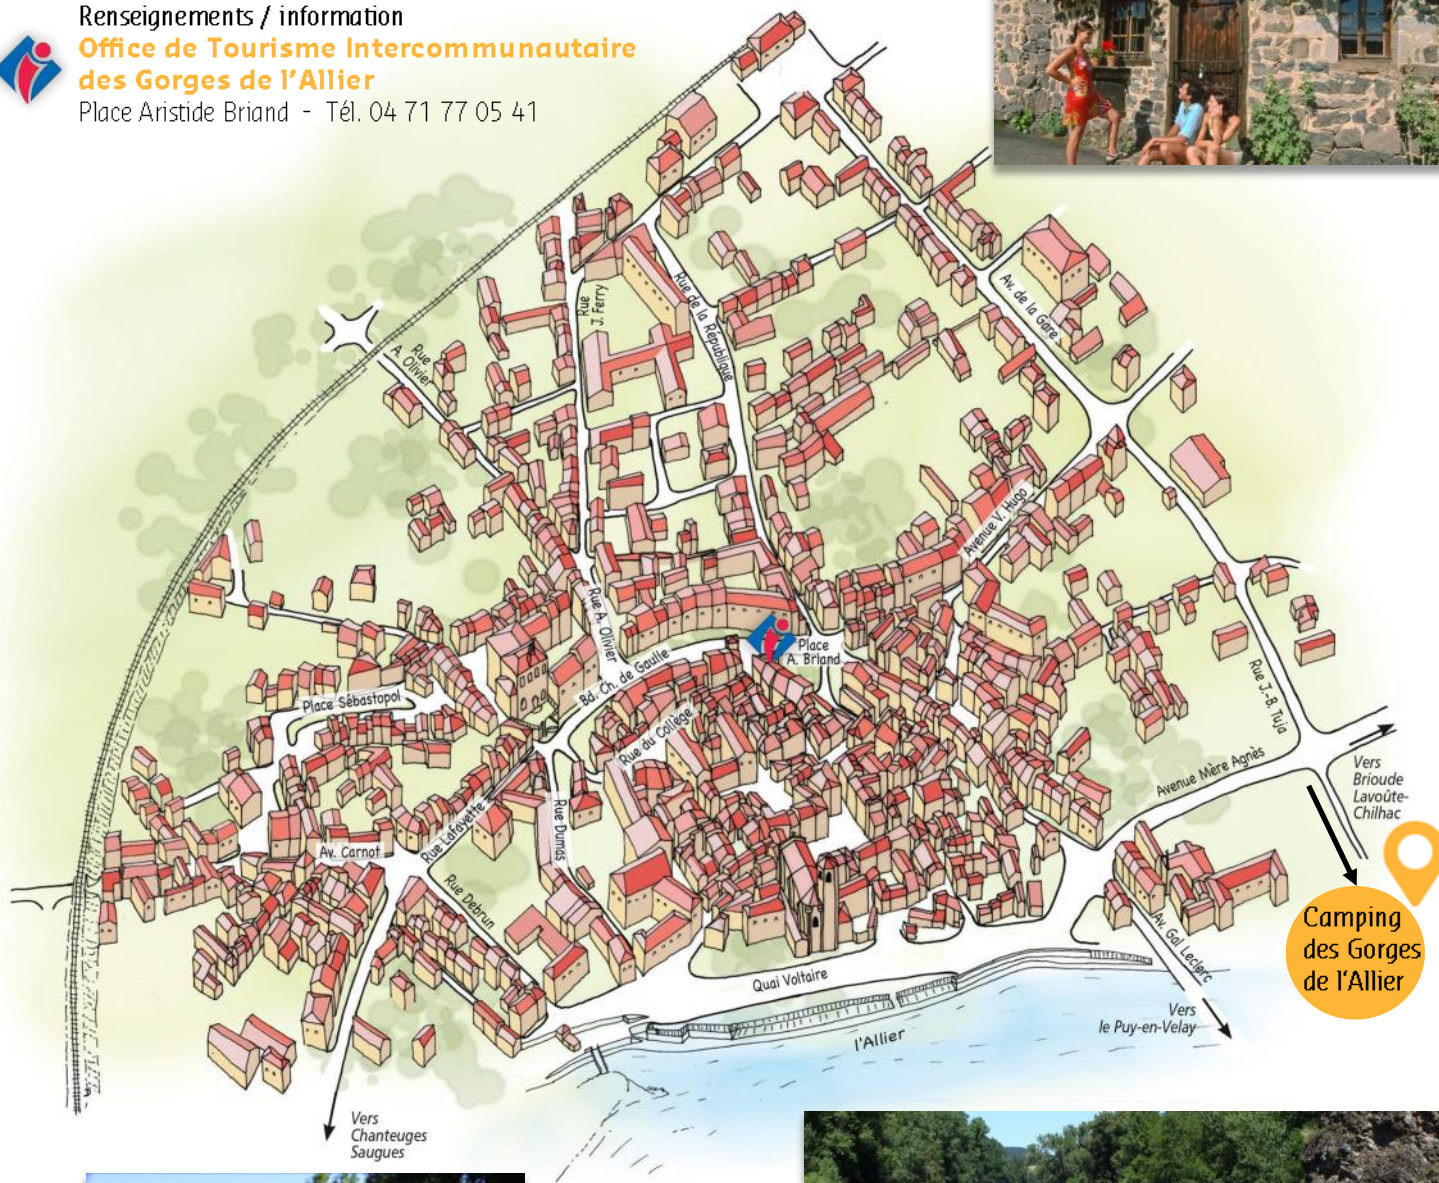 Renseignements / information
Office de Tourisme Intercommunautaire
des Gorges de l'Allier
Place Aristide Briand - Tél. 04 71 77 05 41
Rue
J. Ferry
Rue de la République
Av. de la Gare
Rue
A. Olivier
Avenue V. Hugo
Rue A. Olivier
Place
A. Briand
Bd. Ch. de Gaulle
Place Sébastopol
Rue du Collège
Rue J.-B. Tuja
Avenue Mère Agnès
Vers
Brioude
Lavoûte-
Chilhac
Rue Lafayette
Rue Dumas
Av. Carnot
Rue Debrun
Camping
des Gorges
de l'Allier
Av. Gal Leclerc
Quai Voltaire
Vers
le Puy-en-Velay
l'Allier
Vers
Chanteuges
Saugues